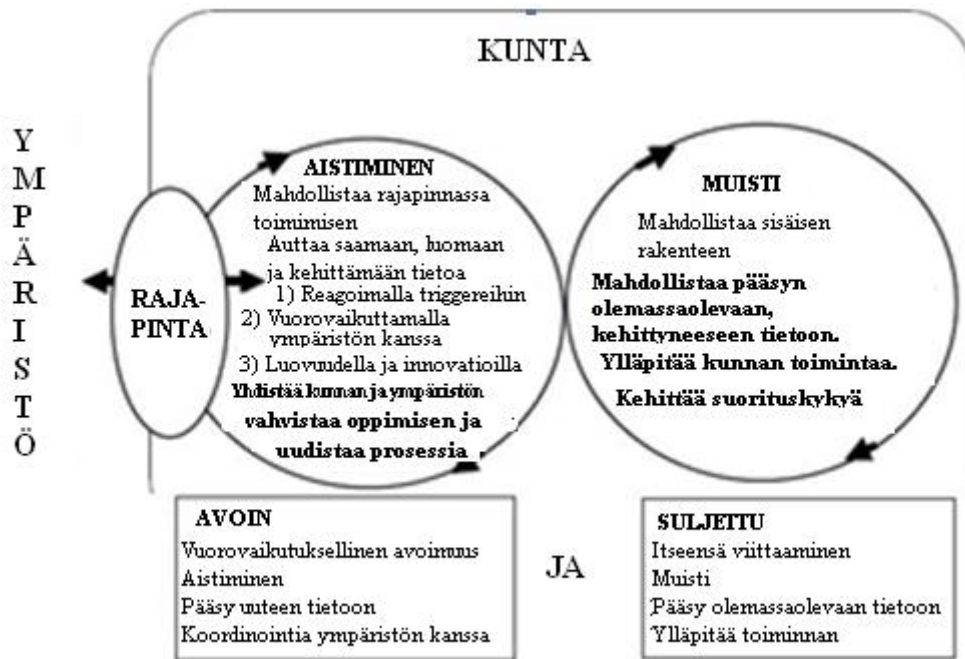 KUNTA
YMPÄRISTÖ
RAJA-
PINTA
AISTIMINEN
Mahdollistaa rajapinnassa
toimimisen
Auttaa saamaan, luomaan
ja kehittämään tietoa
1) Reagoimalla triggereihin
2) Vuorovaikuttamalla
ympäristön kanssa
3) Luovuudella ja innovatioilla
Yhdistää kunnan ja ympäristön
vahvistaa oppimisen ja
uudistaa prosessia
MUISTI
Mahdollistaa sisäisen
rakenteen
Mahdollistaa pääsyn
olemassaolevaan,
kehittyneeseen tietoon.
Ylläpitää kunnan toimintaa.
Kehittää suorituskykyä
AVOIN
Vuorovaikutuksellinen avoimuus
Aistiminen
Pääsy uuteen tietoon
Koordinointia ympäristön kanssa
JA
SULJETTU
Itseensä viittaaminen
Muisti
Pääsy olemassaolevaan tietoon
Ylläpitää toiminnan